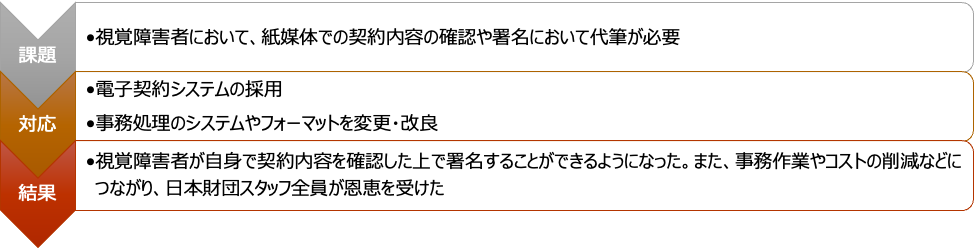 課題
•視覚障害者において、紙媒体での契約内容の確認や署名において代筆が必要
対応
•電子契約システムの採用
•事務処理のシステムやフォーマットを変更・改良
結果
•視覚障害者が自身で契約内容を確認した上で署名することができるようになった。また、事務作業やコストの削減などに
つながり、日本財団スタッフ全員が恩恵を受けた